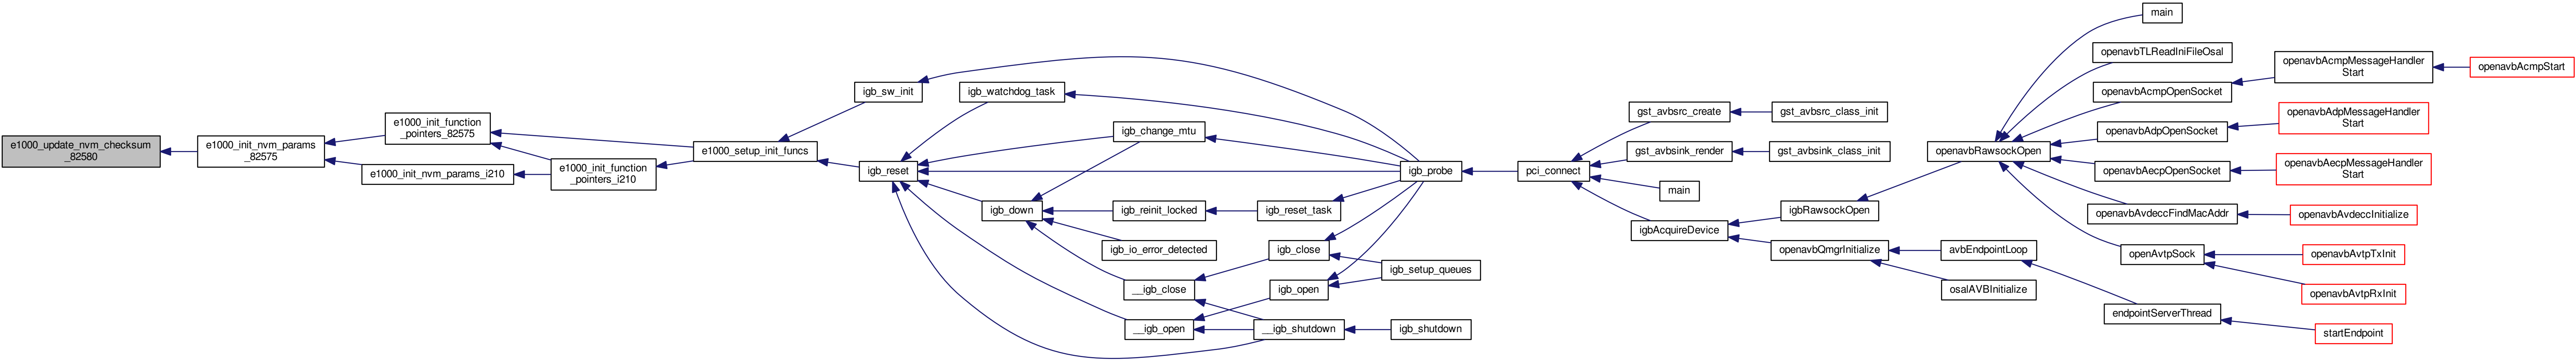 e1000_update_nvm_checksum
_82580
e1000_init_nvm_params
_82575
e1000_init_function
_pointers_82575
e1000_init_nvm_params_i210
e1000_init_function
_pointers_i210
e1000_setup_init_funcs
igb_sw_init
igb_reset
igb_watchdog_task
igb_change_mtu
igb_down
igb_reinit_locked
igb_io_error_detected
__igb_close
__igb_open
igb_reset_task
igb_close
igb_open
__igb_shutdown
igb_probe
igb_setup_queues
igb_shutdown
pci_connect
gst_avbsrc_create
gst_avbsink_render
main
igbAcquireDevice
gst_avbsrc_class_init
gst_avbsink_class_init
igbRawsockOpen
openavbQmgrInitialize
openavbRawsockOpen
avbEndpointLoop
osalAVBInitialize
main
openavbTLReadIniFileOsal
openavbAcmpOpenSocket
openavbAdpOpenSocket
openavbAecpOpenSocket
openavbAvdeccFindMacAddr
openAvtpSock
endpointServerThread
openavbAcmpMessageHandler
Start
openavbAdpMessageHandler
Start
openavbAecpMessageHandler
Start
openavbAvdeccInitialize
openavbAvtpTxInit
openavbAvtpRxInit
startEndpoint
openavbAcmpStart